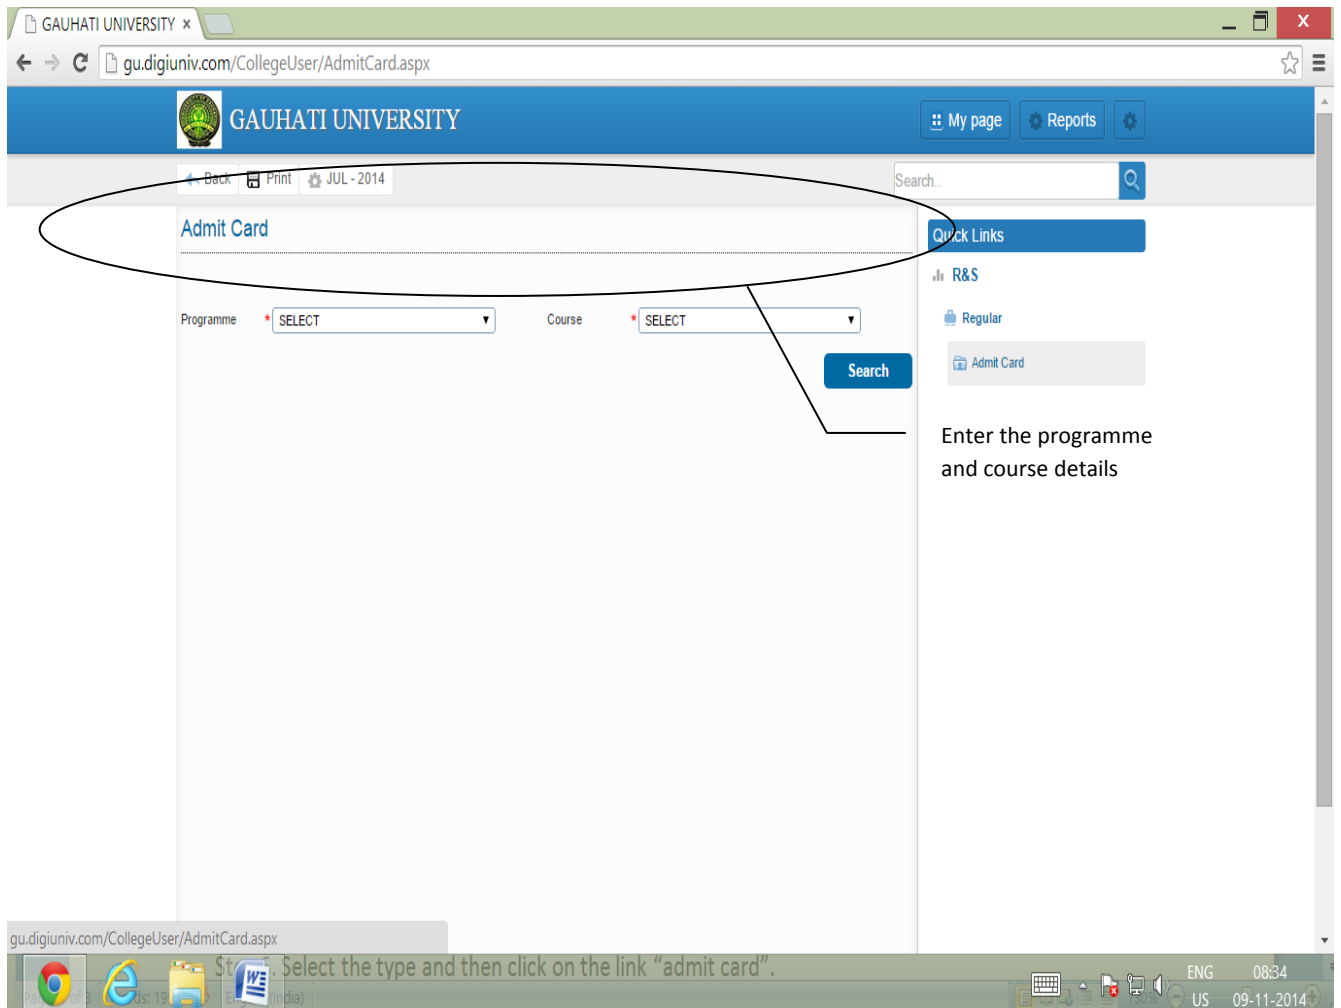 GAUHATI UNIVERSITY ×
X
gu.digiuniv.com/CollegeUser/AdmitCard.aspx
GAUHATI UNIVERSITY
My page
Reports
Back
Print
JUL - 2014
Search..
Admit Card
Quick Links
R&S
Programme * SELECT
Course * SELECT
Regular
Search
Admit Card
Enter the programme
and course details
gu.digiuniv.com/CollegeUser/AdmitCard.aspx
Select the type and then click on the link “admit card”.
ENG 08:34
US 09-11-2014